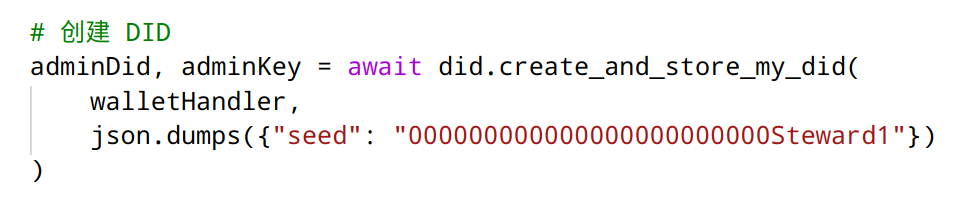 # 创建 DID
adminDid, adminKey = await did.create_and_store_my_did(
    walletHandler,
    json.dumps({"seed": "000000000000000000000000Steward1"})
)